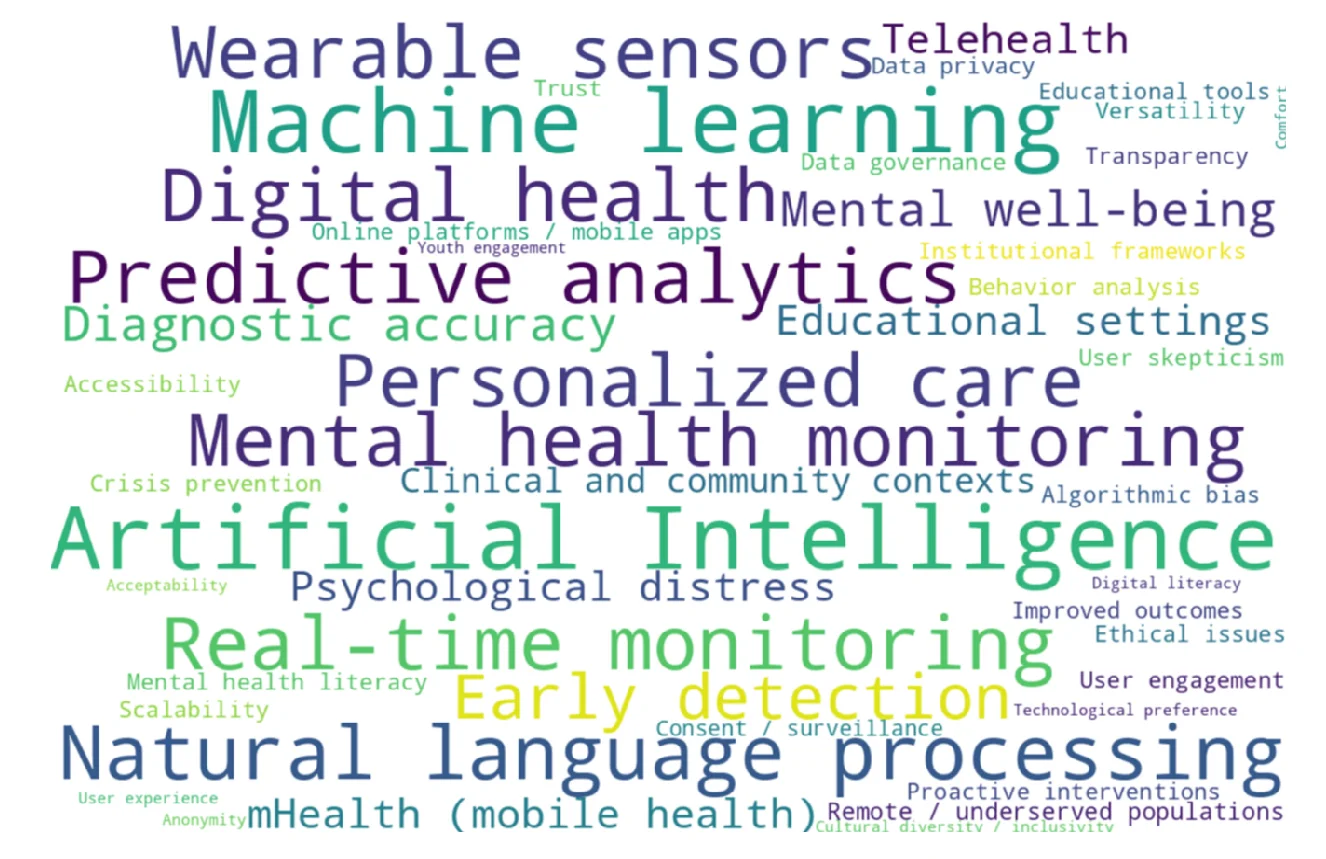 Wearable sensors
Telehealth
Data privacy
Trust
Educational tools
Machine learning
Versatility
Comfort
Data governance
Transparency
Digital health
Mental well-being
Online platforms / mobile apps
Youth engagement
Institutional frameworks
Predictive analytics
Behavior analysis
Diagnostic accuracy
Educational settings
User skepticism
Accessibility
Personalized care
Mental health monitoring
Crisis prevention
Clinical and community contexts
Algorithmic bias
Artificial Intelligence
Acceptability
Psychological distress
Digital literacy
Improved outcomes
Real-time monitoring
Ethical issues
Mental health literacy
Early detection
User engagement
Scalability
Technological preference
Consent / surveillance
Natural language processing
User experience
Proactive interventions
Anonymity
mHealth (mobile health)
Remote / underserved populations
Cultural diversity / inclusivity